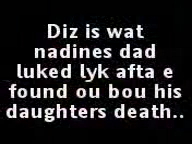 Diz is wat
nadines dad
luked lyk afta e
found ou bou his
daughters death..